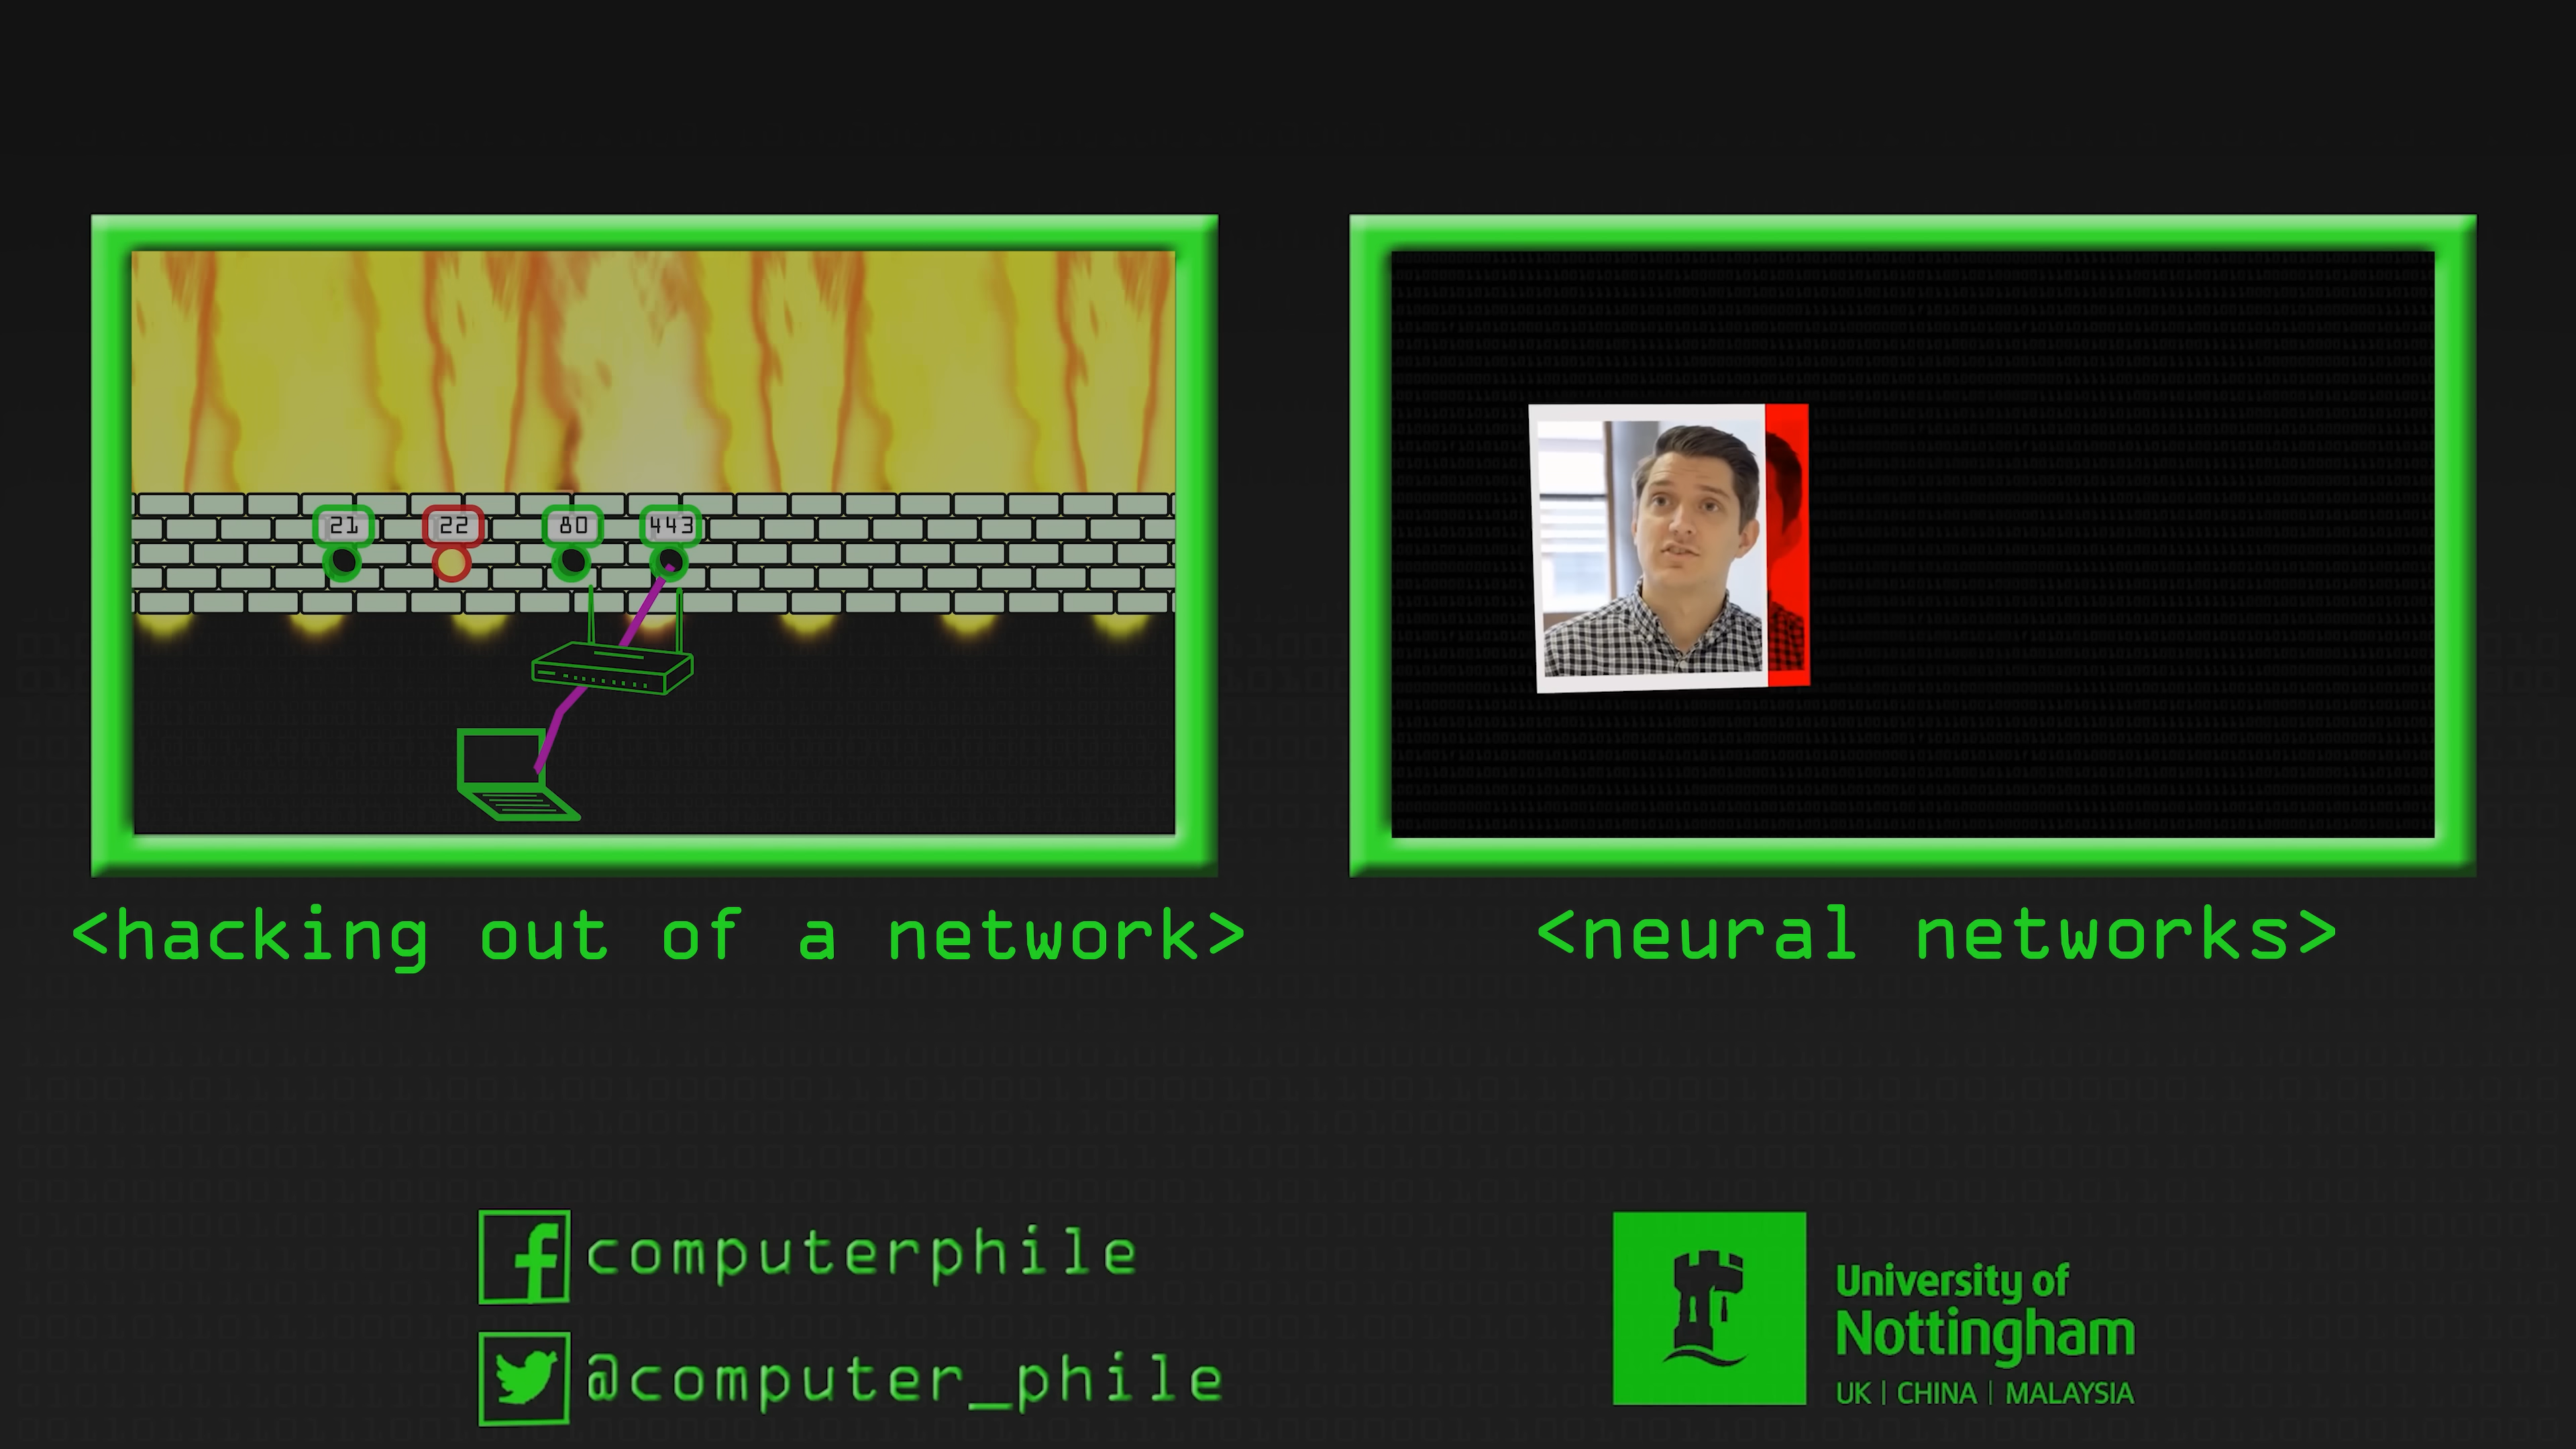 21 22 80 443
<hacking out of a network>
<neural networks>
computerphile
@computer_phile
University of
Nottingham
UK | CHINA | MALAYSIA